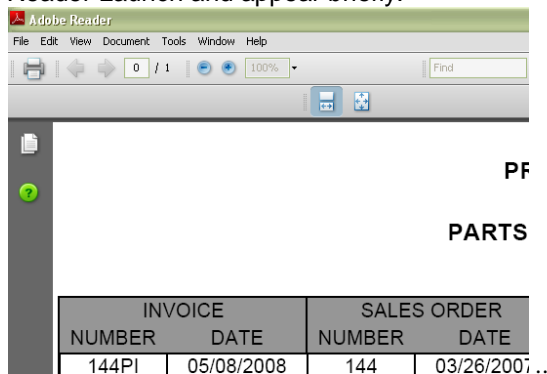 Reader Launch and appear briefly.
Adobe Reader
File Edit View Document Tools Window Help
0 / 1 100% Find
PR
PARTS
INVOICE SALES ORDER
NUMBER DATE NUMBER DATE
144PI 05/08/2008 144 03/26/2007...